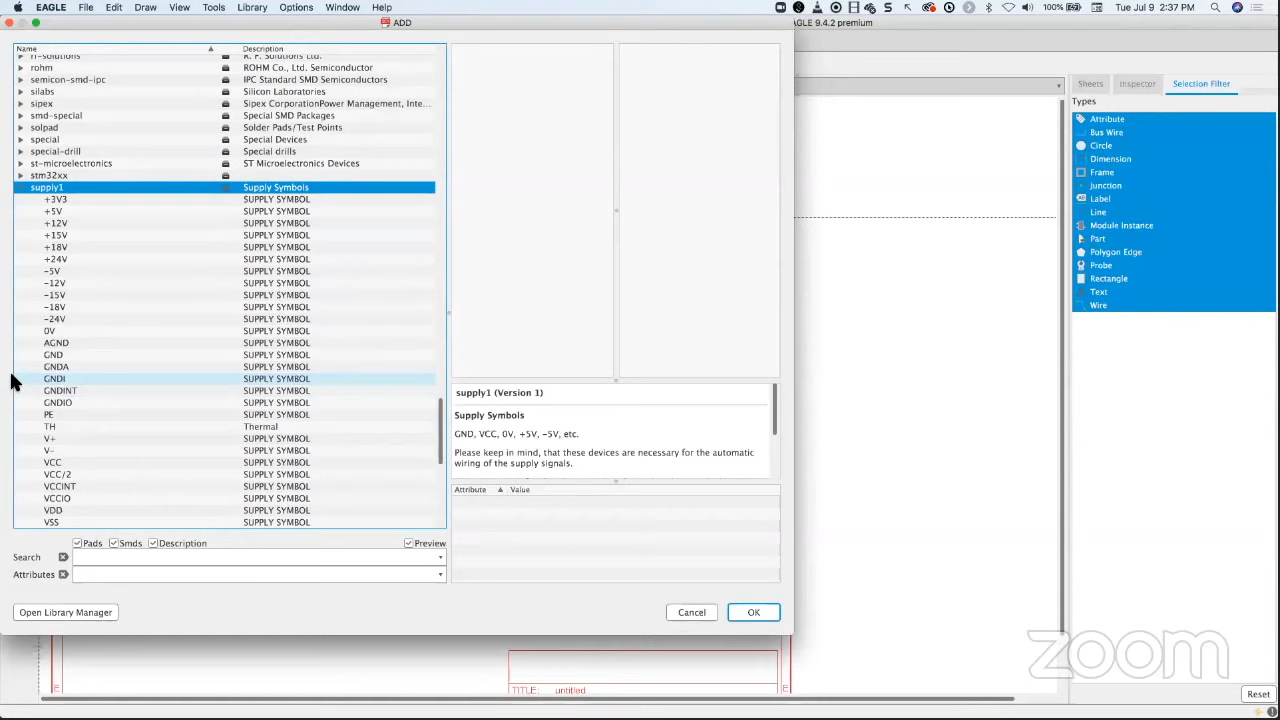 EAGLE File Edit Draw View Tools Library Options Window Help 100% Tue Jul 9 2:37 PM
ADD
EAGLE 9.4.2 premium
Name Description
rf-solutions R. F. Solutions Ltd.
rohm ROHM Co., Ltd. Semiconductor
semicon-smd-ipc IPC Standard SMD Semiconductors
silabs Silicon Laboratories
sipex Sipex CorporationPower Management, Inte...
smd-special Special SMD Packages
solpad Solder Pads/Test Points
special Special Devices
special-drill Special drills
st-microelectronics ST Microelectronics Devices
stm32xx
supply1 Supply Symbols
+3V3 SUPPLY SYMBOL
+5V SUPPLY SYMBOL
+12V SUPPLY SYMBOL
+15V SUPPLY SYMBOL
+18V SUPPLY SYMBOL
+24V SUPPLY SYMBOL
-5V SUPPLY SYMBOL
-12V SUPPLY SYMBOL
-15V SUPPLY SYMBOL
-18V SUPPLY SYMBOL
-24V SUPPLY SYMBOL
0V SUPPLY SYMBOL
AGND SUPPLY SYMBOL
GND SUPPLY SYMBOL
GNDA SUPPLY SYMBOL
GNDI SUPPLY SYMBOL
GNDINT SUPPLY SYMBOL
GNDIO SUPPLY SYMBOL
PE SUPPLY SYMBOL
TH Thermal
V+ SUPPLY SYMBOL
V- SUPPLY SYMBOL
VCC SUPPLY SYMBOL
VCC/2 SUPPLY SYMBOL
VCCINT SUPPLY SYMBOL
VCCIO SUPPLY SYMBOL
VDD SUPPLY SYMBOL
VSS SUPPLY SYMBOL
Pads Smds Description Preview
Search
Attributes
Open Library Manager
supply1 (Version 1)
Supply Symbols
GND, VCC, 0V, +5V, -5V, etc.
Please keep in mind, that these devices are necessary for the automatic
wiring of the supply signals.
Attribute Value
Cancel OK
Sheets Inspector Selection Filter
Types
Attribute
Bus Wire
Circle
Dimension
Frame
Junction
Label
Line
Module Instance
Part
Polygon Edge
Probe
Rectangle
Text
Wire
zoom
E TITLE: untitled E
Reset